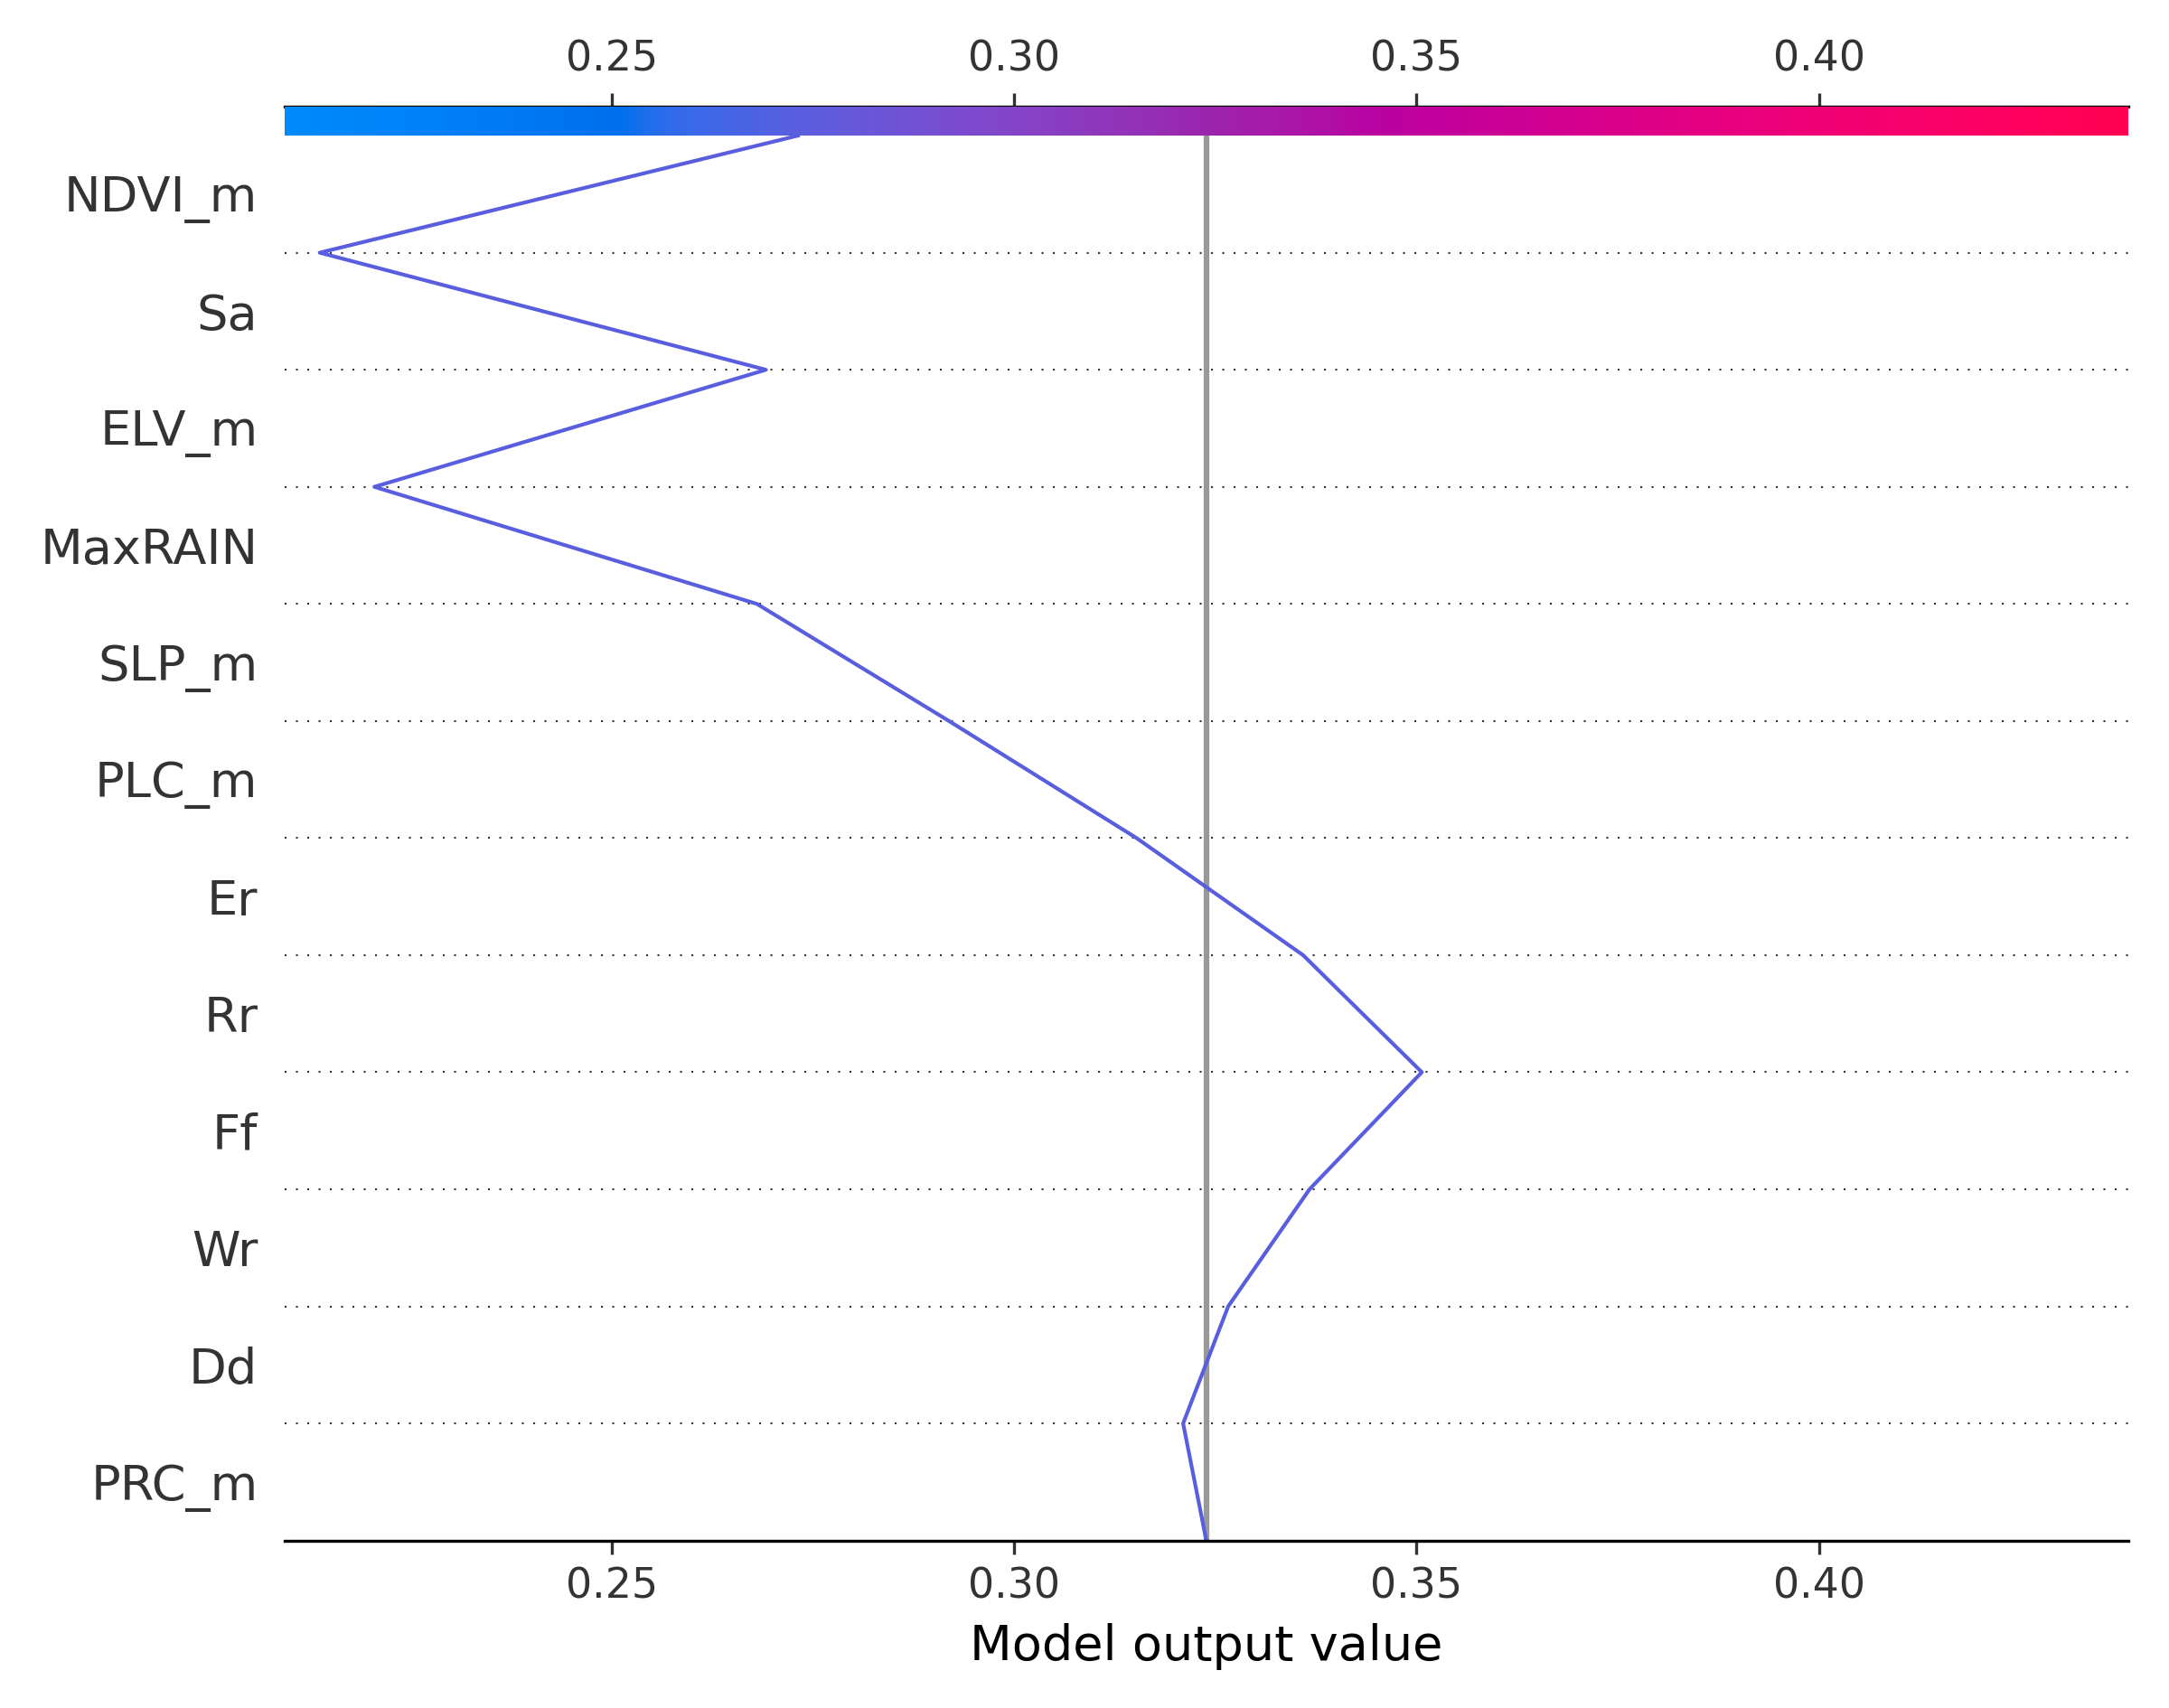 0.25 0.30 0.35 0.40
NDVI_m
Sa
ELV_m
MaxRAIN
SLP_m
PLC_m
Er
Rr
Ff
Wr
Dd
PRC_m
0.25 0.30 0.35 0.40
Model output value